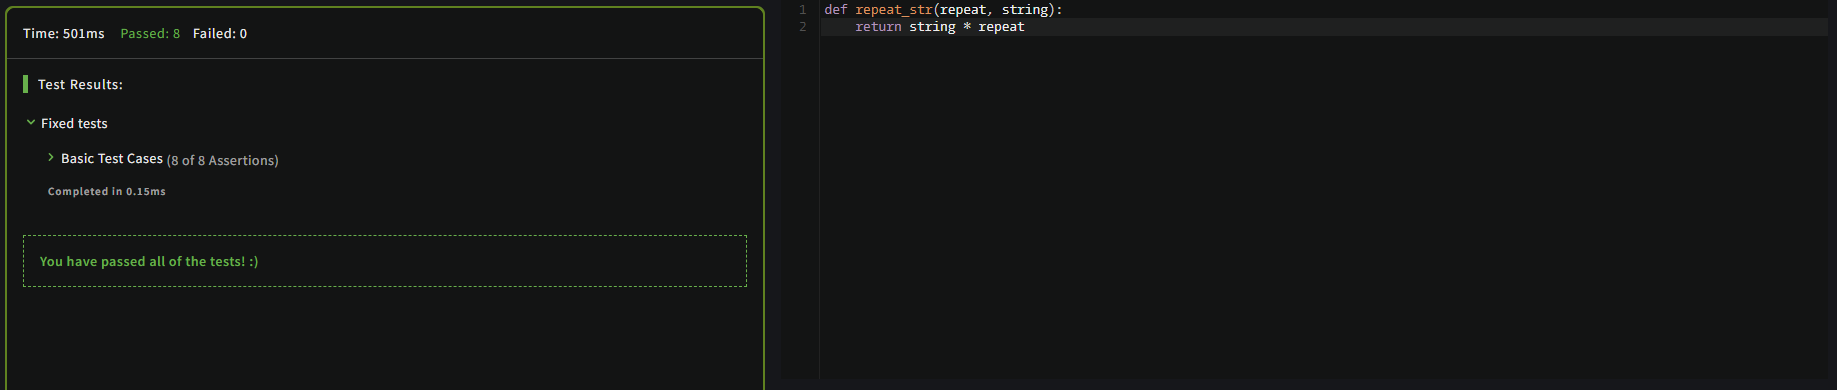 Time: 501ms Passed: 8 Failed: 0
Test Results:
Fixed tests
Basic Test Cases (8 of 8 Assertions)
Completed in 0.15ms
You have passed all of the tests! :)
1 def repeat_str(repeat, string):
2     return string * repeat